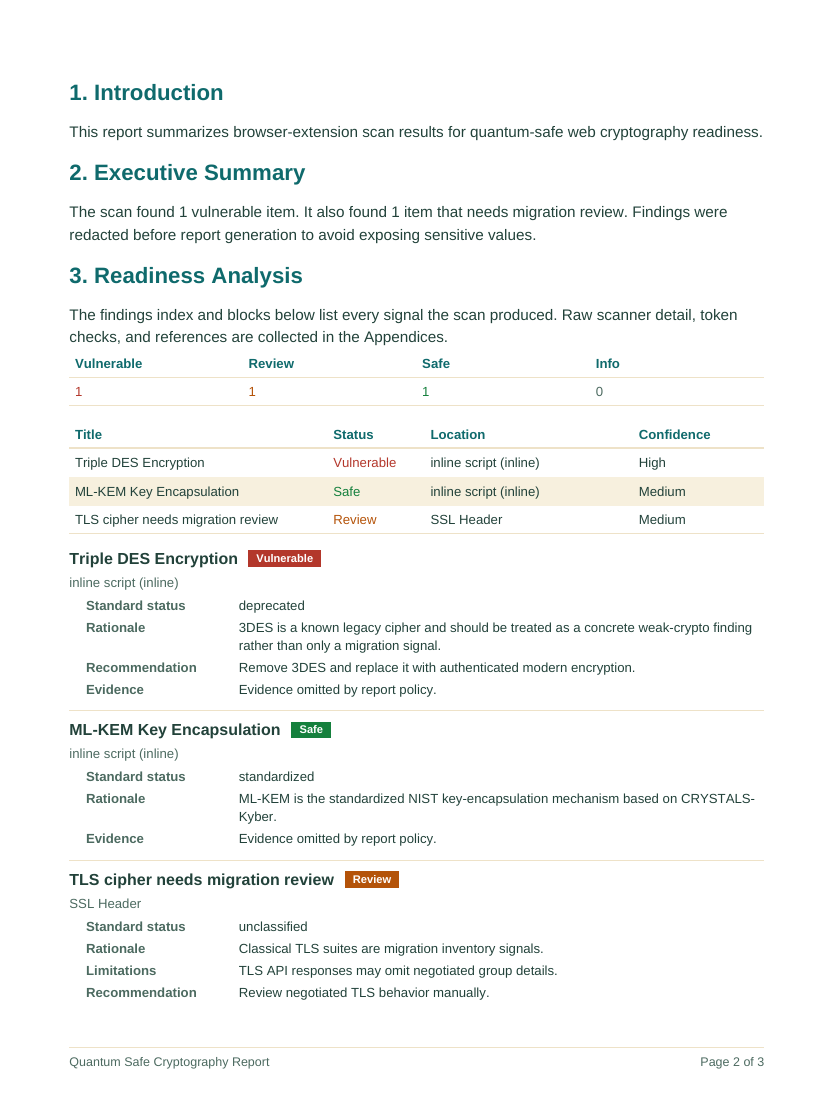 1. Introduction
This report summarizes browser-extension scan results for quantum-safe web cryptography readiness.
2. Executive Summary
The scan found 1 vulnerable item. It also found 1 item that needs migration review. Findings were
redacted before report generation to avoid exposing sensitive values.
3. Readiness Analysis
The findings index and blocks below list every signal the scan produced. Raw scanner detail, token
checks, and references are collected in the Appendices.
Vulnerable Review Safe Info
1 1 1 0
Title Status Location Confidence
Triple DES Encryption Vulnerable inline script (inline) High
ML-KEM Key Encapsulation Safe inline script (inline) Medium
TLS cipher needs migration review Review SSL Header Medium
Triple DES Encryption Vulnerable
inline script (inline)
Standard status deprecated
Rationale 3DES is a known legacy cipher and should be treated as a concrete weak-crypto finding
rather than only a migration signal.
Recommendation Remove 3DES and replace it with authenticated modern encryption.
Evidence Evidence omitted by report policy.
ML-KEM Key Encapsulation Safe
inline script (inline)
Standard status standardized
Rationale ML-KEM is the standardized NIST key-encapsulation mechanism based on CRYSTALS-
Kyber.
Evidence Evidence omitted by report policy.
TLS cipher needs migration review Review
SSL Header
Standard status unclassified
Rationale Classical TLS suites are migration inventory signals.
Limitations TLS API responses may omit negotiated group details.
Recommendation Review negotiated TLS behavior manually.
Quantum Safe Cryptography Report Page 2 of 3